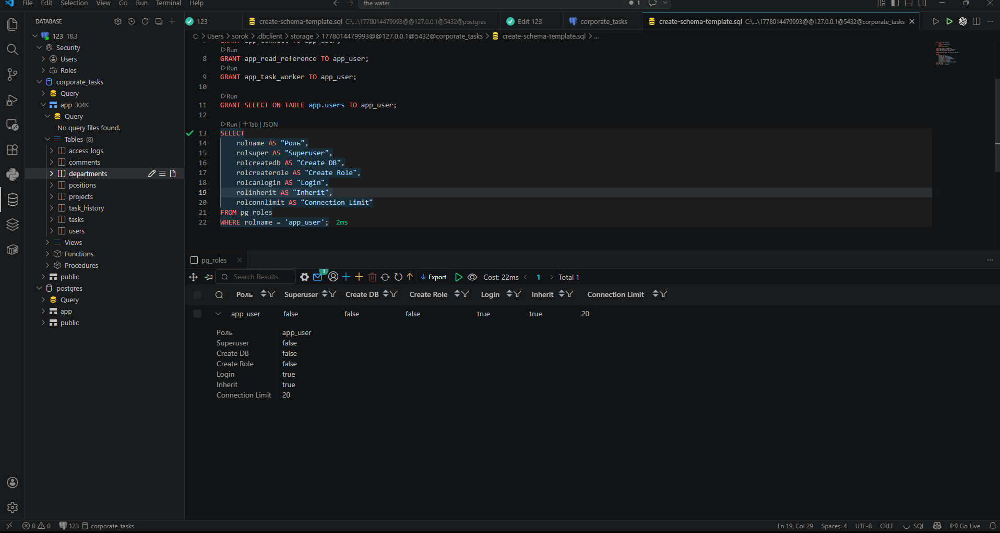 File Edit Selection View Go Run Terminal Help
the water
1
DATABASE
123
create-schema-template.sql C:\...\1778014479993@@127.0.0.1@5432@postgres
Edit 123
corporate_tasks
create-schema-template.sql C:\...\1778014479993@@127.0.0.1@5432@corporate_tasks
C: > Users > sorok > .dbclient > storage > 1778014479993@@127.0.0.1@5432@corporate_tasks > create-schema-template.sql > ...
123 18.3
Security
Users
Roles
corporate_tasks
Query
app 304K
Query
No query files found.
Tables (8)
access_logs
comments
departments
positions
projects
task_history
tasks
users
Views
Functions
Procedures
public
postgres
Query
app
public
GRANT app_connect TO app_user;
Run
8 GRANT app_read_reference TO app_user;
Run
9 GRANT app_task_worker TO app_user;
10
Run
11 GRANT SELECT ON TABLE app.users TO app_user;
12
Run | +Tab | JSON
13 SELECT
14 rolname AS "Роль",
15 rolsuper AS "Superuser",
16 rolcreatedb AS "Create DB",
17 rolcreaterole AS "Create Role",
18 rolcanlogin AS "Login",
19 rolinherit AS "Inherit",
20 rolconnlimit AS "Connection Limit"
21 FROM pg_roles
22 WHERE rolname = 'app_user'; 2ms
pg_roles
Search Results
1
Export
Cost: 22ms < 1 > Total 1
Роль Superuser Create DB Create Role Login Inherit Connection Limit
app_user false false false true true 20
Роль app_user
Superuser false
Create DB false
Create Role false
Login true
Inherit true
Connection Limit 20
0 0 123 corporate_tasks
Ln 19, Col 29 Spaces: 4 UTF-8 CRLF SQL Go Live